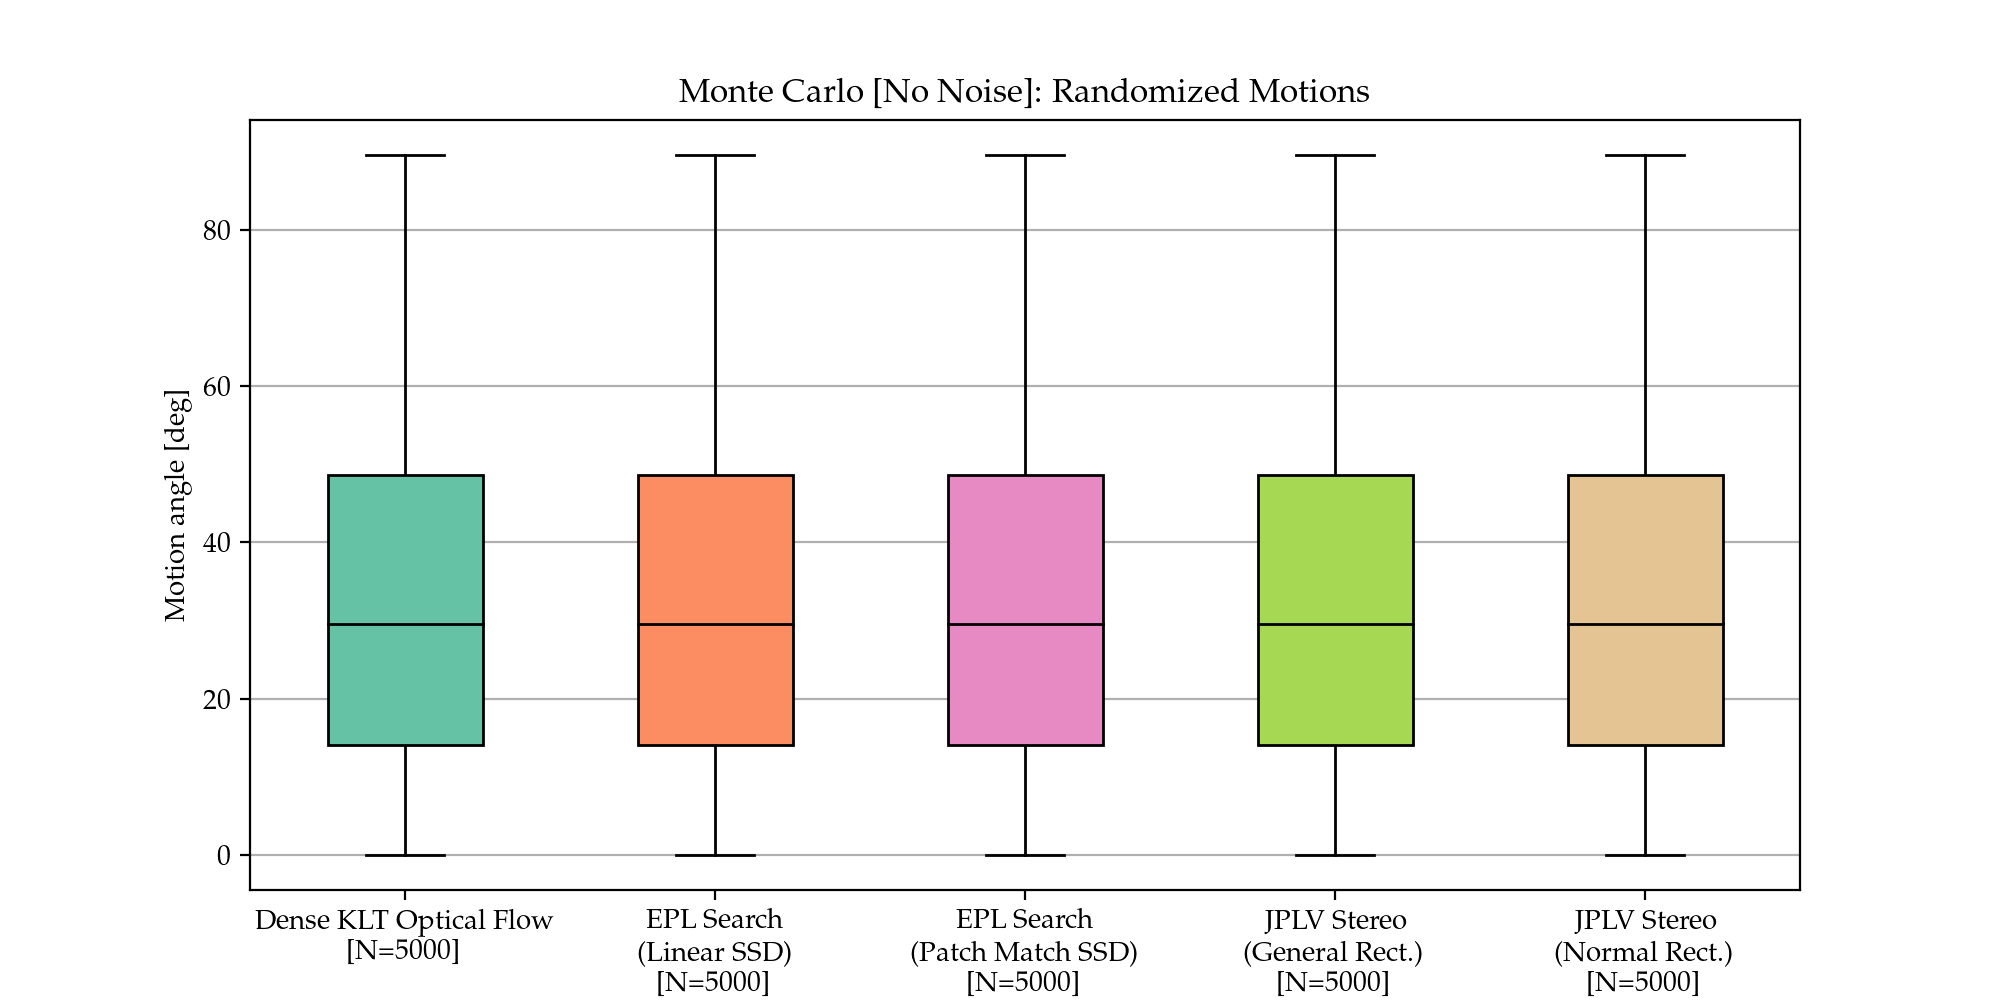 Monte Carlo [No Noise]: Randomized Motions
Motion angle [deg]
80
60
40
20
0
Dense KLT Optical Flow
[N=5000]
EPL Search
(Linear SSD)
[N=5000]
EPL Search
(Patch Match SSD)
[N=5000]
JPLV Stereo
(General Rect.)
[N=5000]
JPLV Stereo
(Normal Rect.)
[N=5000]